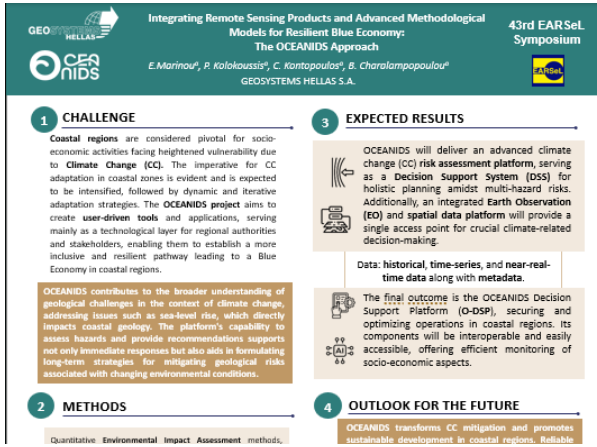 GEOSYSTEMS
HELLAS
OCEANIDS
Integrating Remote Sensing Products and Advanced Methodological
Models for Resilient Blue Economy:
The OCEANIDS Approach
E.Marinouª, P. Kolokoussisª, C. Kontopoulosª, B. Charalampopoulouª
GEOSYSTEMS HELLAS S.A.
43rd EARSeL
Symposium
EARSeL
1 CHALLENGE
Coastal regions are considered pivotal for socio-
economic activities facing heightened vulnerability due
to Climate Change (CC). The imperative for CC
adaptation in coastal zones is evident and is expected
to be intensified, followed by dynamic and iterative
adaptation strategies. The OCEANIDS project aims to
create user-driven tools and applications, serving
mainly as a technological layer for regional authorities
and stakeholders, enabling them to establish a more
inclusive and resilient pathway leading to a Blue
Economy in coastal regions.
OCEANIDS contributes to the broader understanding of
geological challenges in the context of climate change,
addressing issues such as sea-level rise, which directly
impacts coastal geology. The platform's capability to
assess hazards and provide recommendations supports
not only immediate responses but also aids in formulating
long-term strategies for mitigating geological risks
associated with changing environmental conditions.
2 METHODS
Quantitative Environmental Impact Assessment methods,
3 EXPECTED RESULTS
OCEANIDS will deliver an advanced climate
change (CC) risk assessment platform, serving
as a Decision Support System (DSS) for
holistic planning amidst multi-hazard risks.
Additionally, an integrated Earth Observation
(EO) and spatial data platform will provide a
single access point for crucial climate-related
decision-making.
Data: historical, time-series, and near-real-
time data along with metadata.
The final outcome is the OCEANIDS Decision
Support Platform (O-DSP), securing and
optimizing operations in coastal regions. Its
components will be interoperable and easily
accessible, offering efficient monitoring of
socio-economic aspects.
AI
4 OUTLOOK FOR THE FUTURE
OCEANIDS transforms CC mitigation and promotes
sustainable development in coastal regions. Reliable